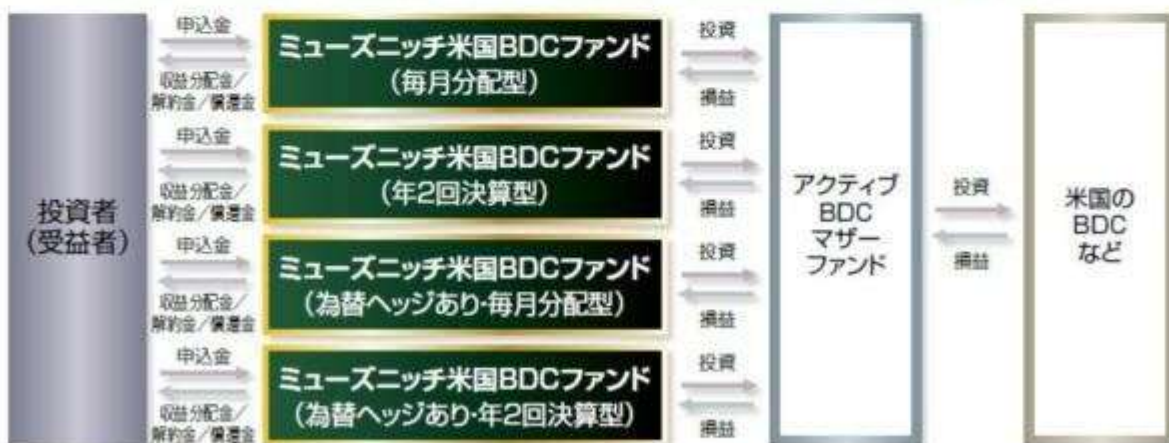 投資者
（受益者）
申込金
収益分配金／
解約金／償還金
ミューズニッチ米国BDCファンド
（毎月分配型）
投資
損益
申込金
収益分配金／
解約金／償還金
ミューズニッチ米国BDCファンド
（年2回決算型）
投資
損益
申込金
収益分配金／
解約金／償還金
ミューズニッチ米国BDCファンド
（為替ヘッジあり・毎月分配型）
投資
損益
申込金
収益分配金／
解約金／償還金
ミューズニッチ米国BDCファンド
（為替ヘッジあり・年2回決算型）
投資
損益
アクティブ
BDC
マザー
ファンド
投資
損益
米国の
BDC
など